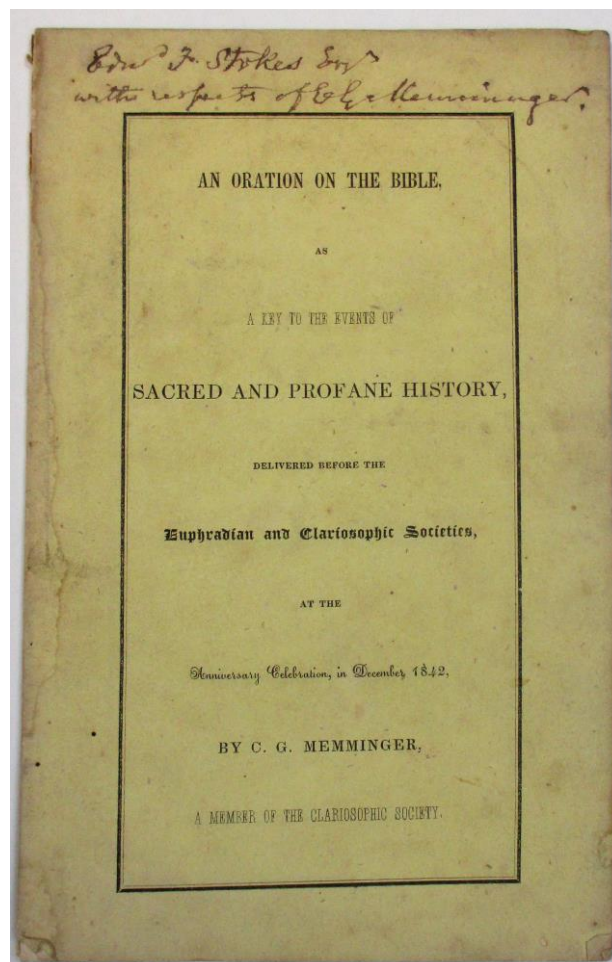 Edwd F. Stokes Esqr
with respects of C G Memminger.
AN ORATION ON THE BIBLE,
AS
A KEY TO THE EVENTS OF
SACRED AND PROFANE HISTORY,
DELIVERED BEFORE THE
Euphradian and Clariosophic Societies,
AT THE
Anniversary Celebration, in December, 1842,
BY C. G. MEMMINGER,
A MEMBER OF THE CLARIOSOPHIC SOCIETY.